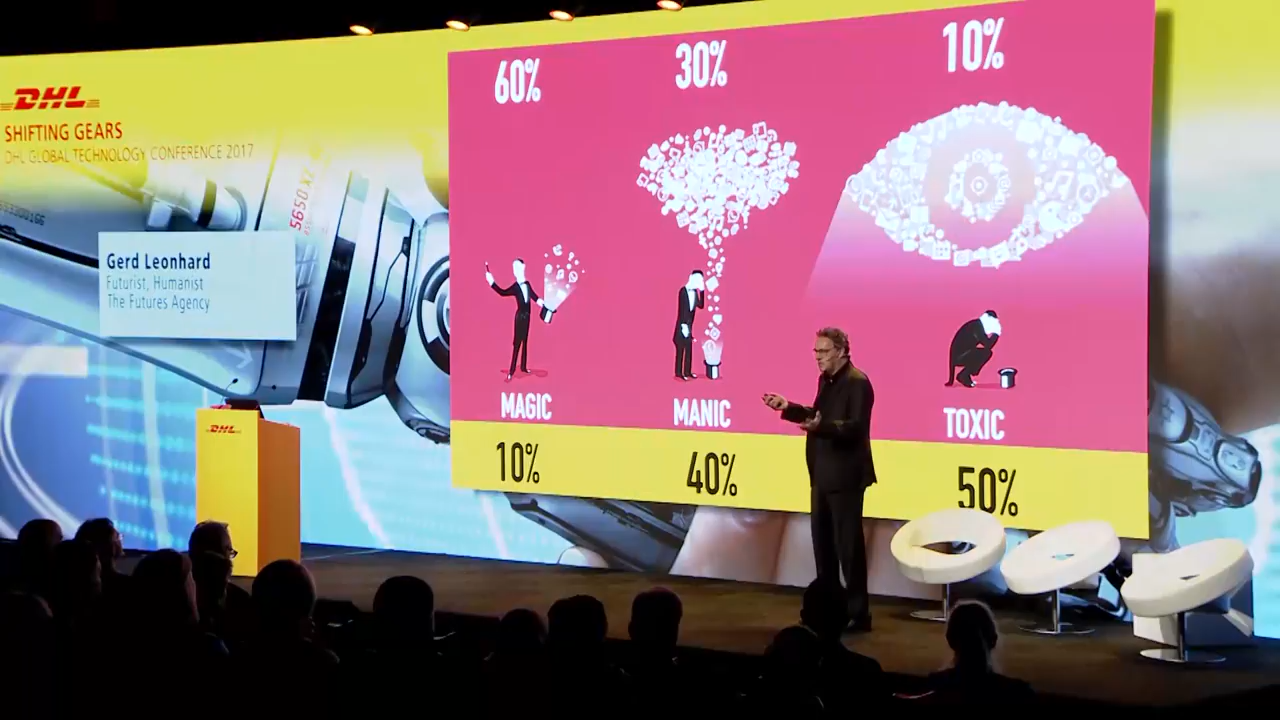 DHL
SHIFTING GEARS
DHL GLOBAL TECHNOLOGY CONFERENCE 2017
Gerd Leonhard
Futurist, Humanist
The Futures Agency
DHL
60% 30% 10%
MAGIC MANIC TOXIC
10% 40% 50%